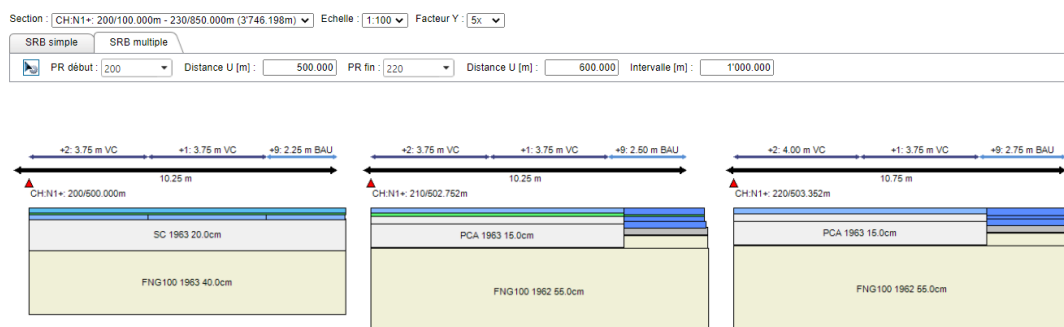 Section : CH:N1+: 200/100.000m - 230/850.000m (3'746.198m) Echelle : 1:100 Facteur Y : 5x
SRB simple SRB multiple
PR début : 200 Distance U [m] : 500.000 PR fin : 220 Distance U [m] : 600.000 Intervalle [m] : 1'000.000
+2: 3.75 m VC +1: 3.75 m VC +9: 2.25 m BAU +2: 3.75 m VC +1: 3.75 m VC +9: 2.50 m BAU +2: 4.00 m VC +1: 3.75 m VC +9: 2.75 m BAU
10.25 m 10.25 m 10.75 m
CH:N1+: 200/500.000m CH:N1+: 210/502.752m CH:N1+: 220/503.352m
SC 1963 20.0cm PCA 1963 15.0cm PCA 1963 15.0cm
FNG100 1963 40.0cm FNG100 1962 55.0cm FNG100 1962 55.0cm